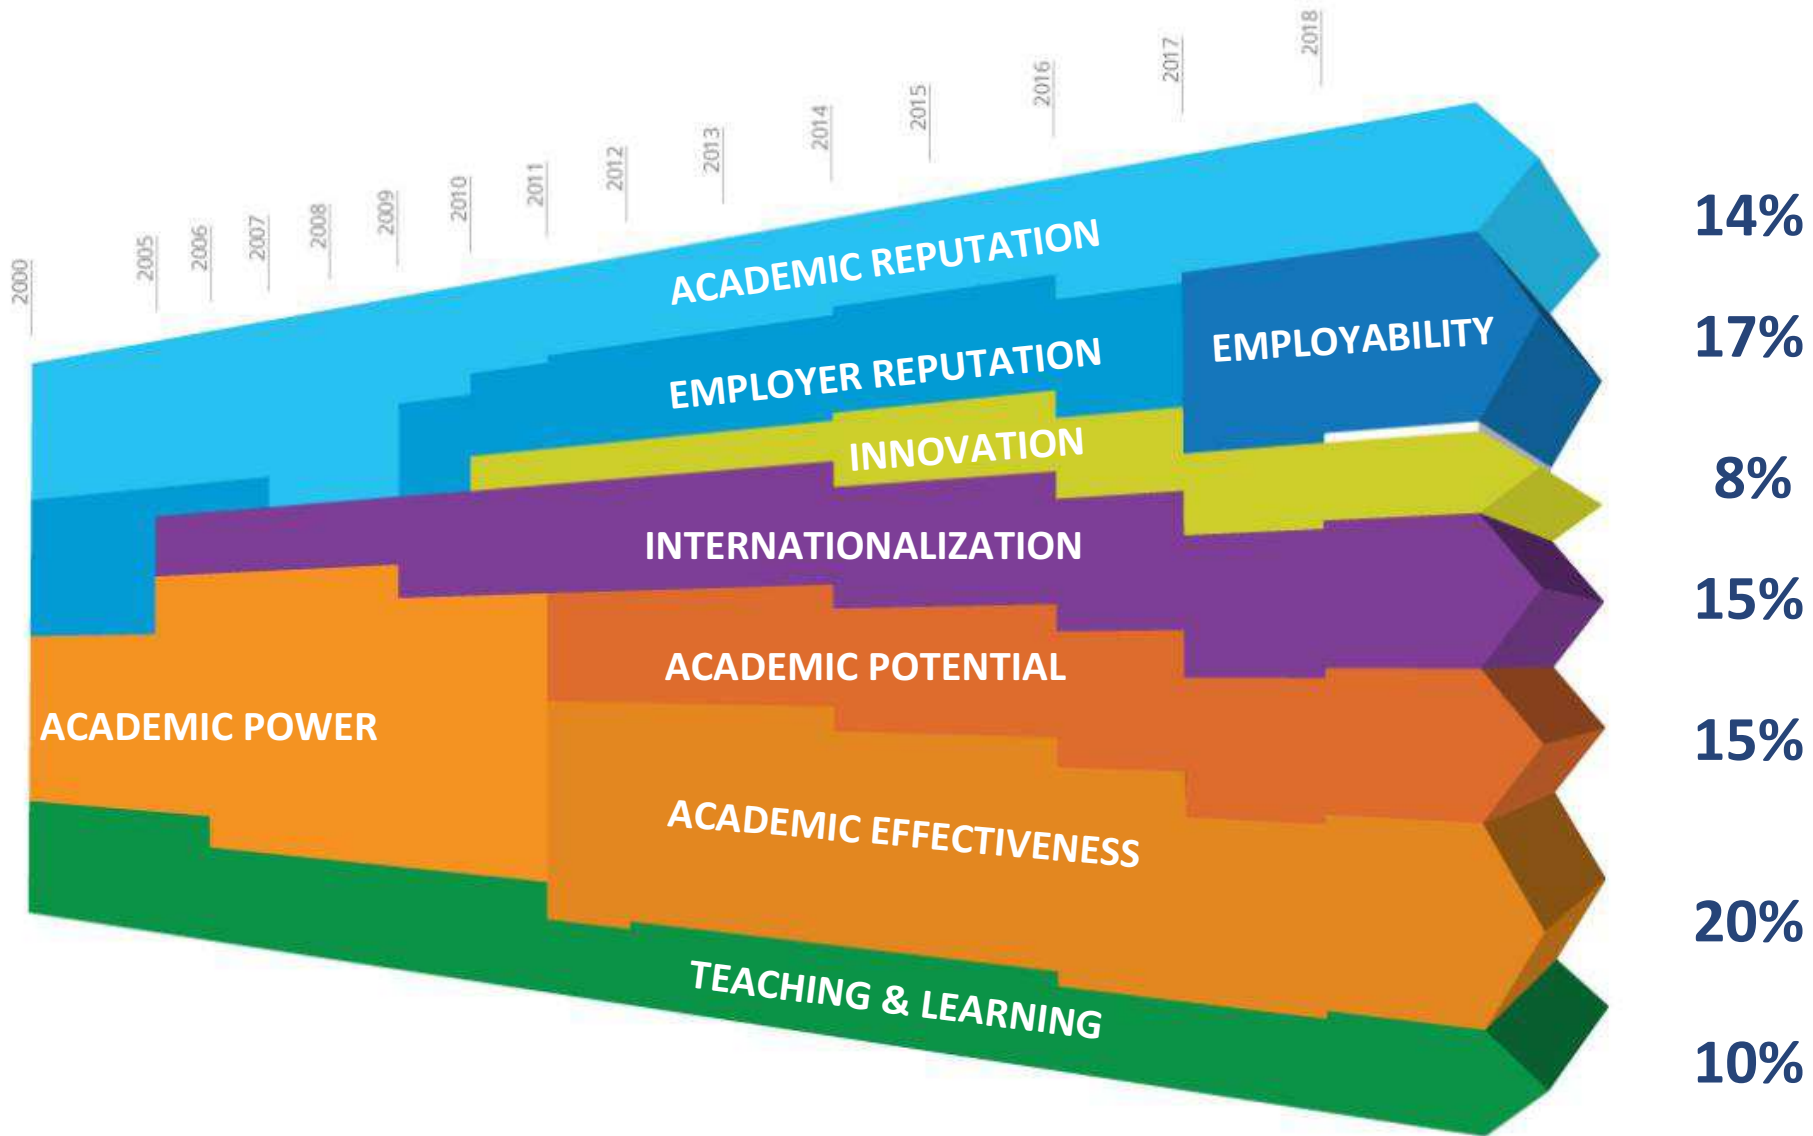 2000
2005
2006
2007
2008
2009
2010
2011
2012
2013
2014
2015
2016
2017
2018
ACADEMIC REPUTATION
14%
EMPLOYER REPUTATION
EMPLOYABILITY
17%
INNOVATION
8%
INTERNATIONALIZATION
15%
ACADEMIC POTENTIAL
15%
ACADEMIC POWER
ACADEMIC EFFECTIVENESS
20%
TEACHING & LEARNING
10%